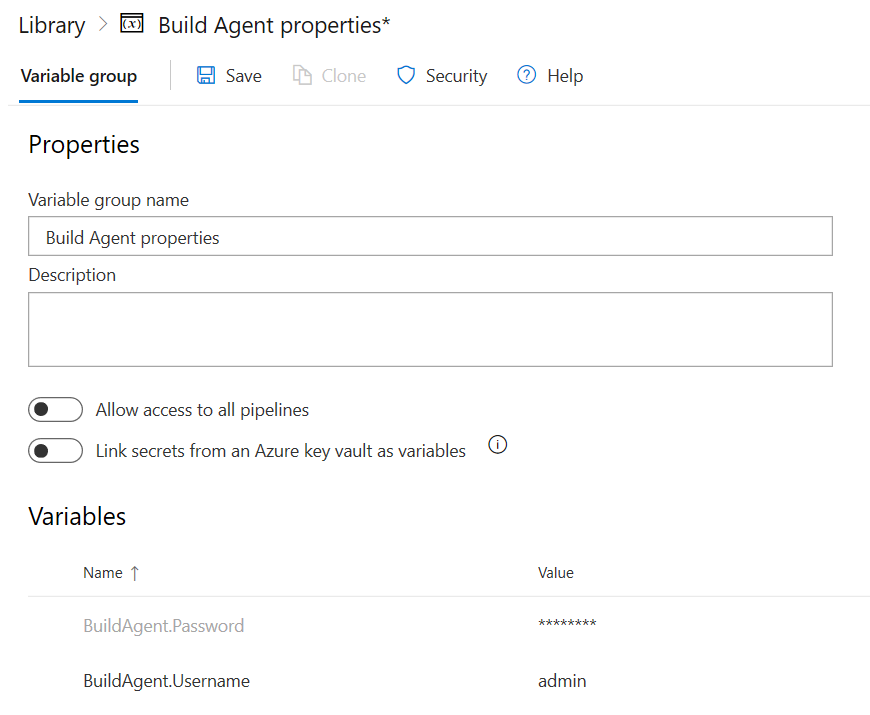 Library > (x) Build Agent properties*
Variable group Save Clone Security ? Help
Properties
Variable group name
Build Agent properties
Description
Allow access to all pipelines
Link secrets from an Azure key vault as variables i
Variables
Name ↑ Value
BuildAgent.Password ********
BuildAgent.Username admin